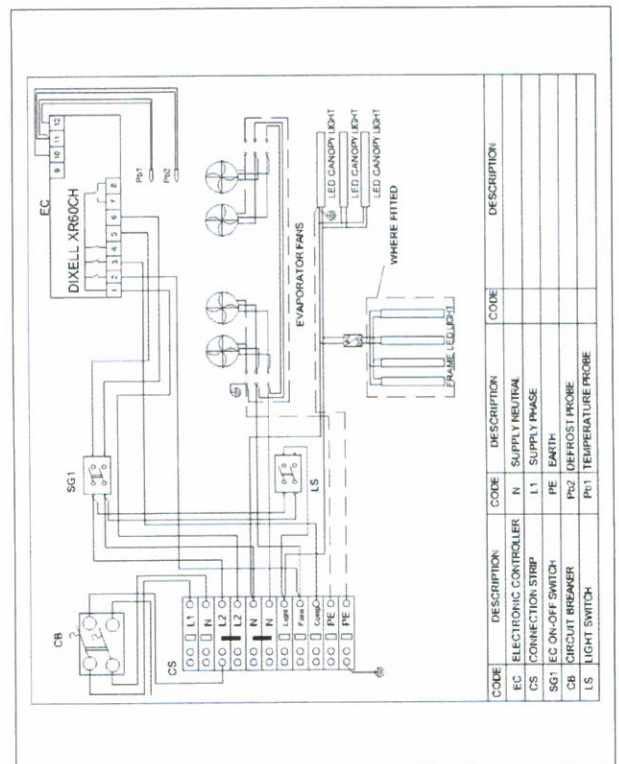 EC
DIXELL XR60CH
9 10 11 12
1 2 3 4 5 6 7 8
Pb1
Pb2
SG1
EVAPORATOR FANS
LED CANOPY LIGHT
LED CANOPY LIGHT
LED CANOPY LIGHT
WHERE FITTED
FRAME LED LIGHT
LS
CB
CS
L1
N
L2
L2
N
N
Light
Fans
Comp
PE
PE
CODE DESCRIPTION CODE DESCRIPTION CODE DESCRIPTION
EC ELECTRONIC CONTROLLER N SUPPLY NEUTRAL
CS CONNECTION STRIP L1 SUPPLY PHASE
SG1 EC ON-OFF SWITCH PE EARTH
CB CIRCUIT BREAKER Pb2 DEFROST PROBE
LS LIGHT SWITCH Pb1 TEMPERATURE PROBE